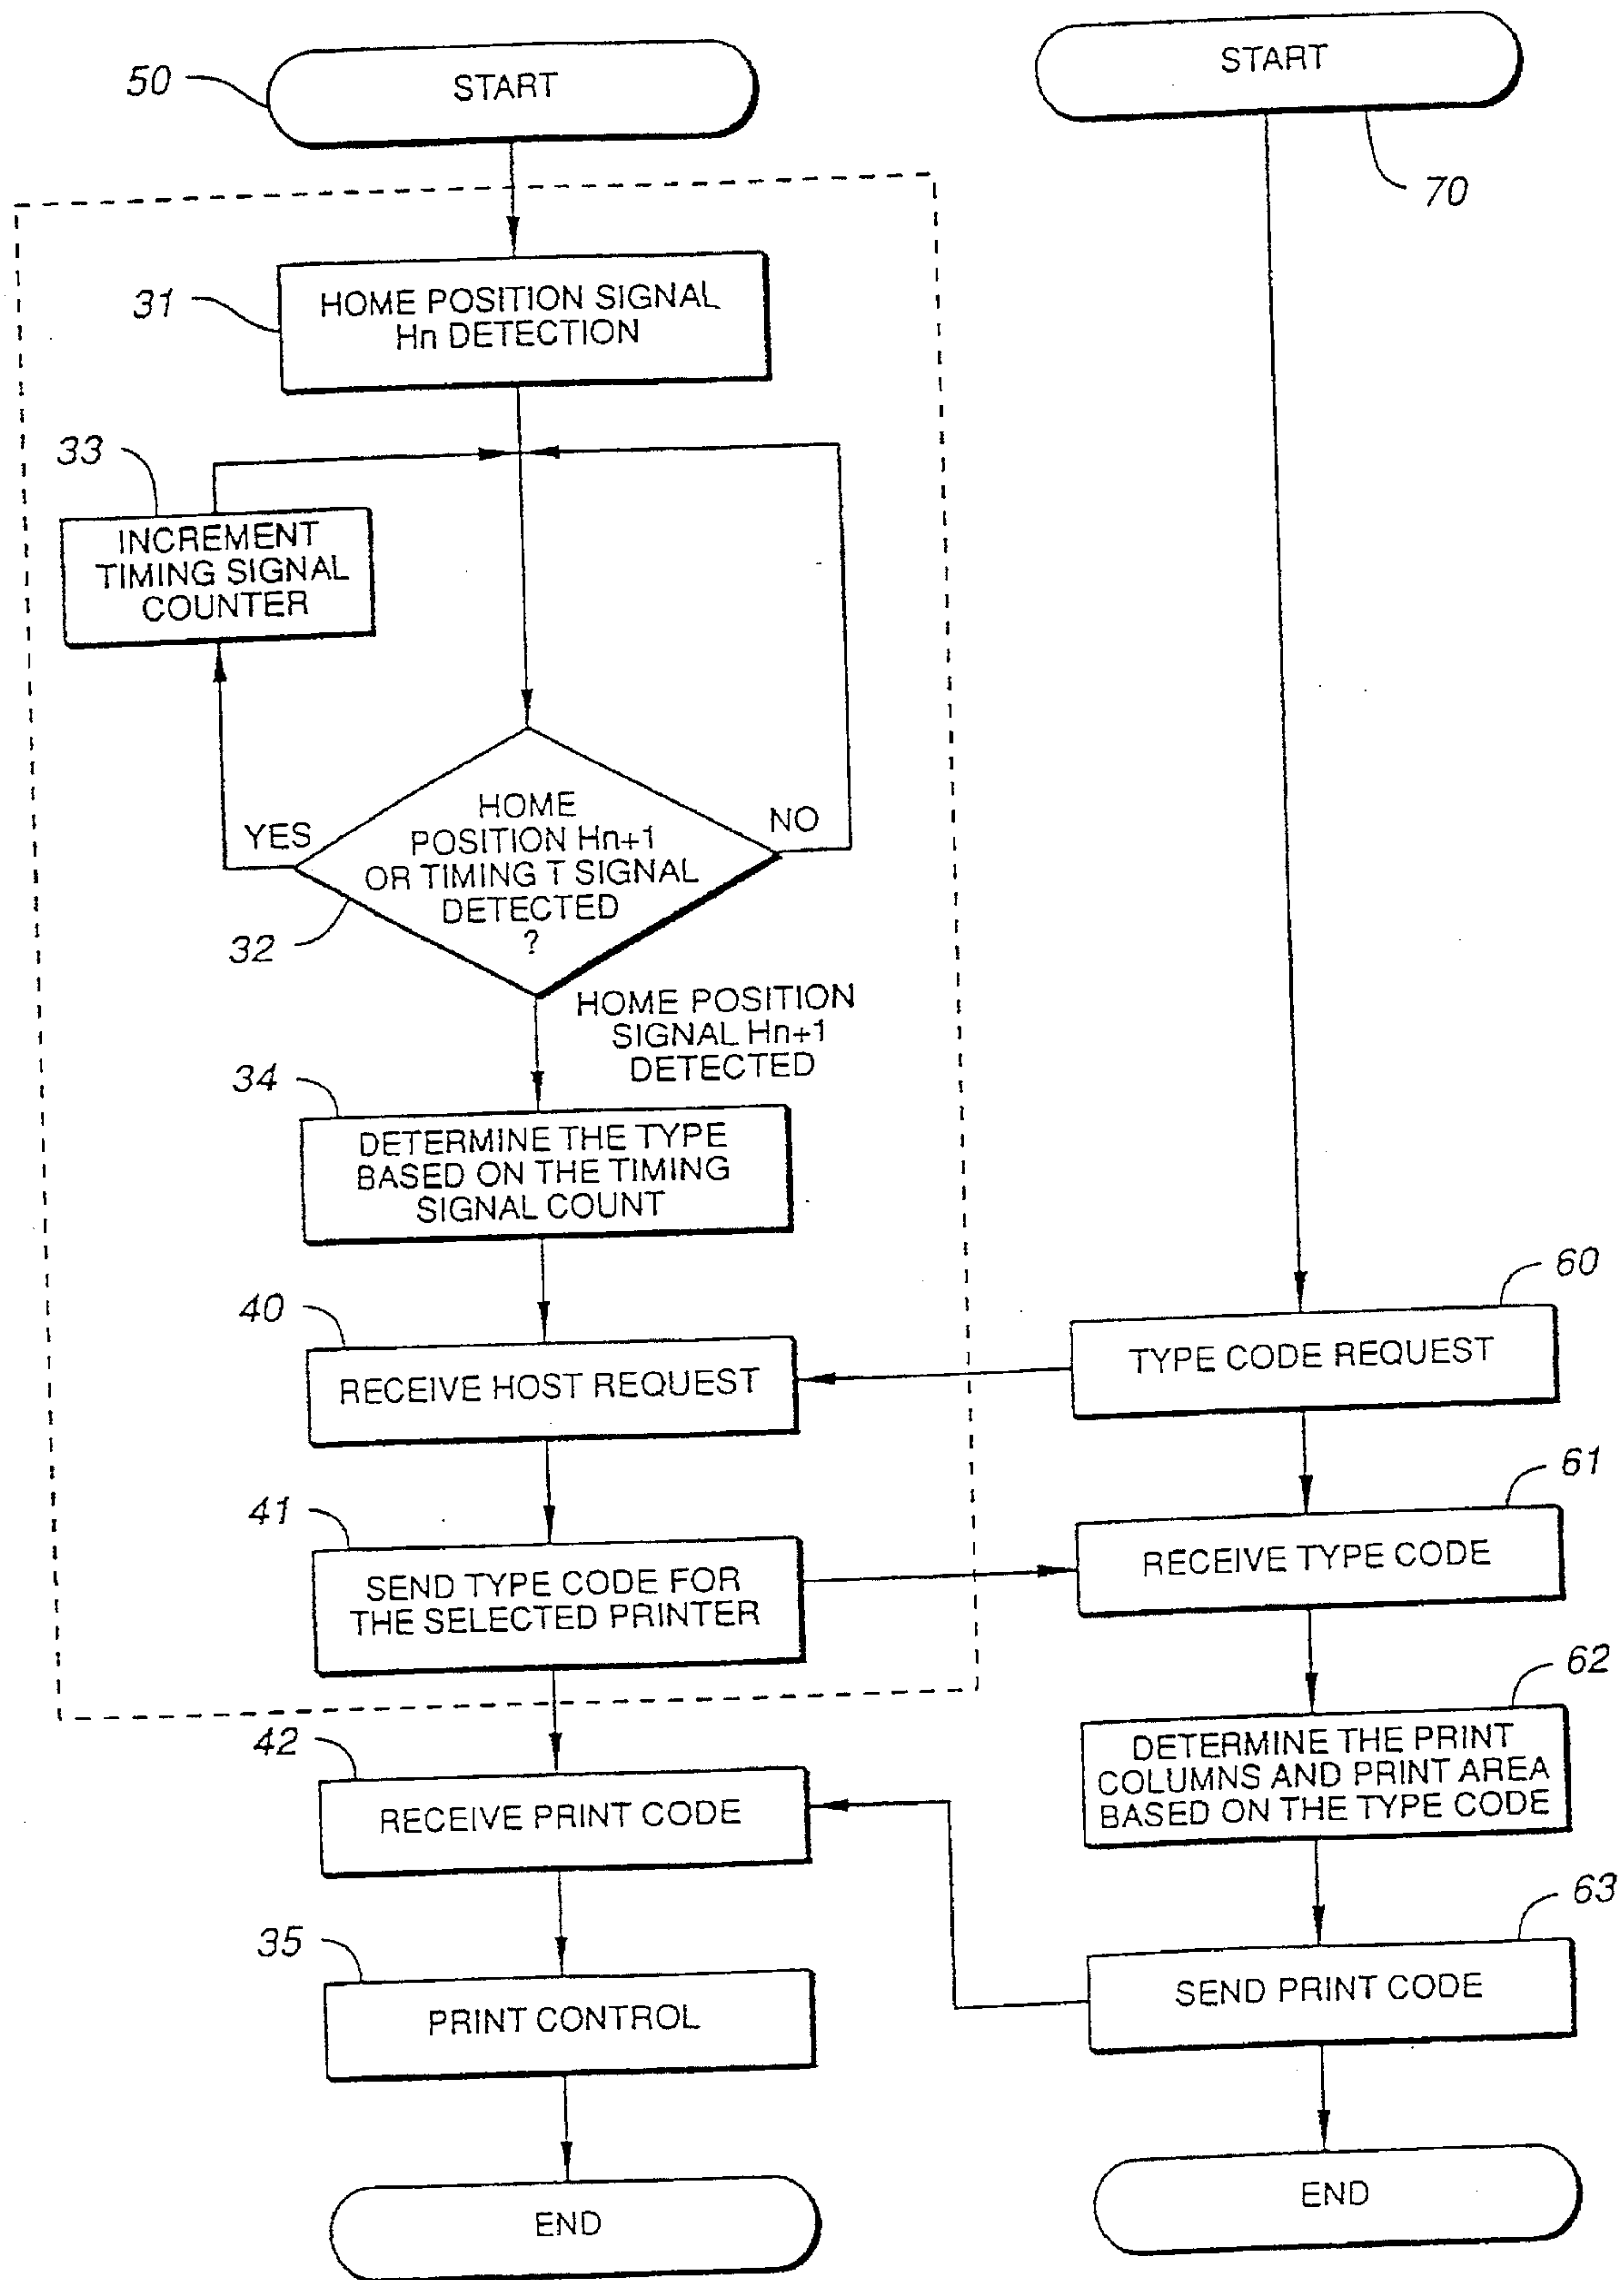 50
START
31
HOME POSITION SIGNAL
Hn DETECTION
33
INCREMENT
TIMING SIGNAL
COUNTER
YES
HOME
POSITION Hn+1
OR TIMING T SIGNAL
DETECTED
?
NO
32
HOME POSITION
SIGNAL Hn+1
DETECTED
34
DETERMINE THE TYPE
BASED ON THE TIMING
SIGNAL COUNT
40
RECEIVE HOST REQUEST
41
SEND TYPE CODE FOR
THE SELECTED PRINTER
42
RECEIVE PRINT CODE
35
PRINT CONTROL
END
START
70
60
TYPE CODE REQUEST
61
RECEIVE TYPE CODE
62
DETERMINE THE PRINT
COLUMNS AND PRINT AREA
BASED ON THE TYPE CODE
63
SEND PRINT CODE
END